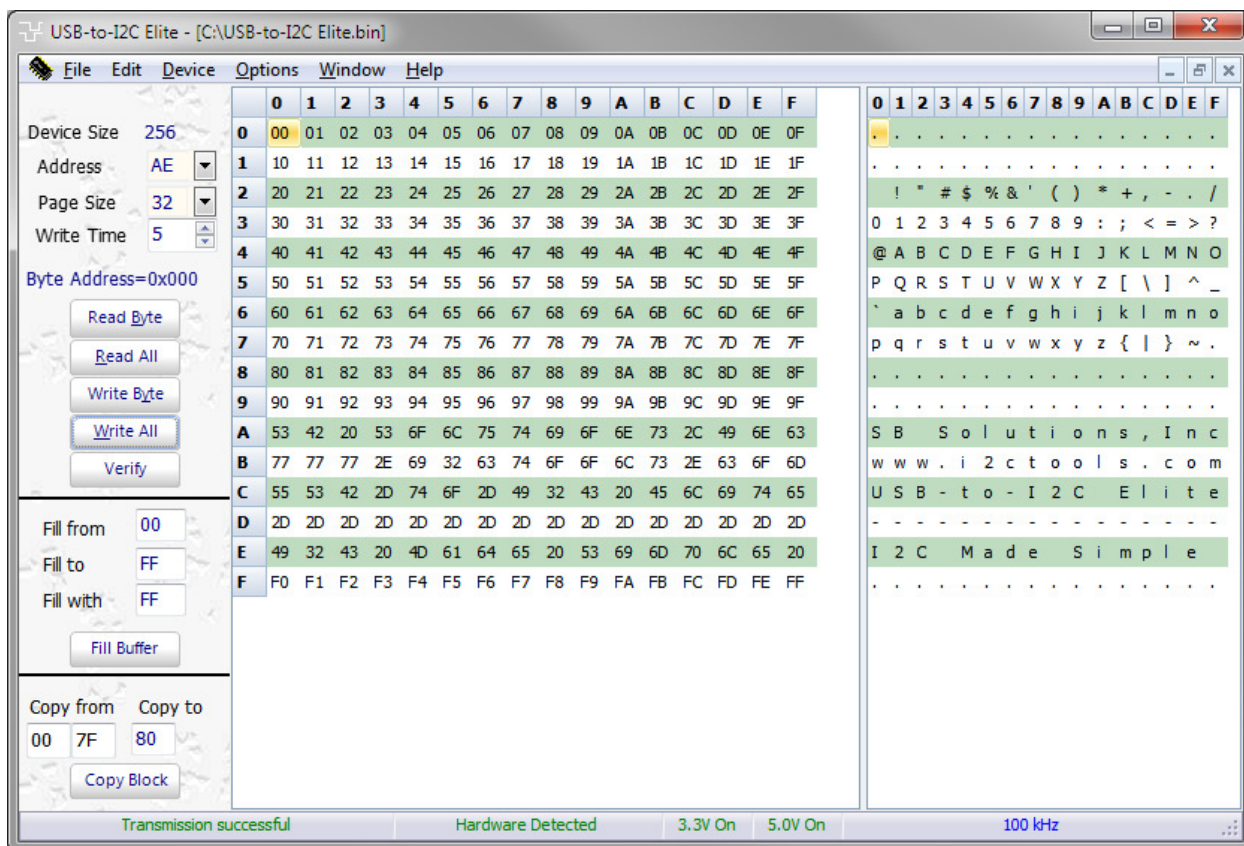 USB-to-I2C Elite - [C:\USB-to-I2C Elite.bin]
File Edit Device Options Window Help
Device Size 256
Address AE
Page Size 32
Write Time 5
Byte Address=0x000
Read Byte
Read All
Write Byte
Write All
Verify
Fill from 00
Fill to FF
Fill with FF
Fill Buffer
Copy from Copy to
00 7F 80
Copy Block
0 1 2 3 4 5 6 7 8 9 A B C D E F
0 00 01 02 03 04 05 06 07 08 09 0A 0B 0C 0D 0E 0F
1 10 11 12 13 14 15 16 17 18 19 1A 1B 1C 1D 1E 1F
2 20 21 22 23 24 25 26 27 28 29 2A 2B 2C 2D 2E 2F
3 30 31 32 33 34 35 36 37 38 39 3A 3B 3C 3D 3E 3F
4 40 41 42 43 44 45 46 47 48 49 4A 4B 4C 4D 4E 4F
5 50 51 52 53 54 55 56 57 58 59 5A 5B 5C 5D 5E 5F
6 60 61 62 63 64 65 66 67 68 69 6A 6B 6C 6D 6E 6F
7 70 71 72 73 74 75 76 77 78 79 7A 7B 7C 7D 7E 7F
8 80 81 82 83 84 85 86 87 88 89 8A 8B 8C 8D 8E 8F
9 90 91 92 93 94 95 96 97 98 99 9A 9B 9C 9D 9E 9F
A 53 42 20 53 6F 6C 75 74 69 6F 6E 73 2C 49 6E 63
B 77 77 77 2E 69 32 63 74 6F 6F 6C 73 2E 63 6F 6D
C 55 53 42 2D 74 6F 2D 49 32 43 20 45 6C 69 74 65
D 2D 2D 2D 2D 2D 2D 2D 2D 2D 2D 2D 2D 2D 2D 2D 2D
E 49 32 43 20 4D 61 64 65 20 53 69 6D 70 6C 65 20
F F0 F1 F2 F3 F4 F5 F6 F7 F8 F9 FA FB FC FD FE FF
0 1 2 3 4 5 6 7 8 9 A B C D E F
. . . . . . . . . . . . . . . .
. . . . . . . . . . . . . . . .
! " # $ % & ' ( ) * + , - . /
0 1 2 3 4 5 6 7 8 9 : ; < = > ?
@ A B C D E F G H I J K L M N O
P Q R S T U V W X Y Z [ \ ] ^ _
` a b c d e f g h i j k l m n o
p q r s t u v w x y z { | } ~ .
. . . . . . . . . . . . . . . .
. . . . . . . . . . . . . . . .
S B   S o l u t i o n s , I n c
w w w . i 2 c t o o l s . c o m
U S B - t o - I 2 C   E l i t e
- - - - - - - - - - - - - - - -
I 2 C   M a d e   S i m p l e
. . . . . . . . . . . . . . . .
Transmission successful Hardware Detected 3.3V On 5.0V On 100 kHz